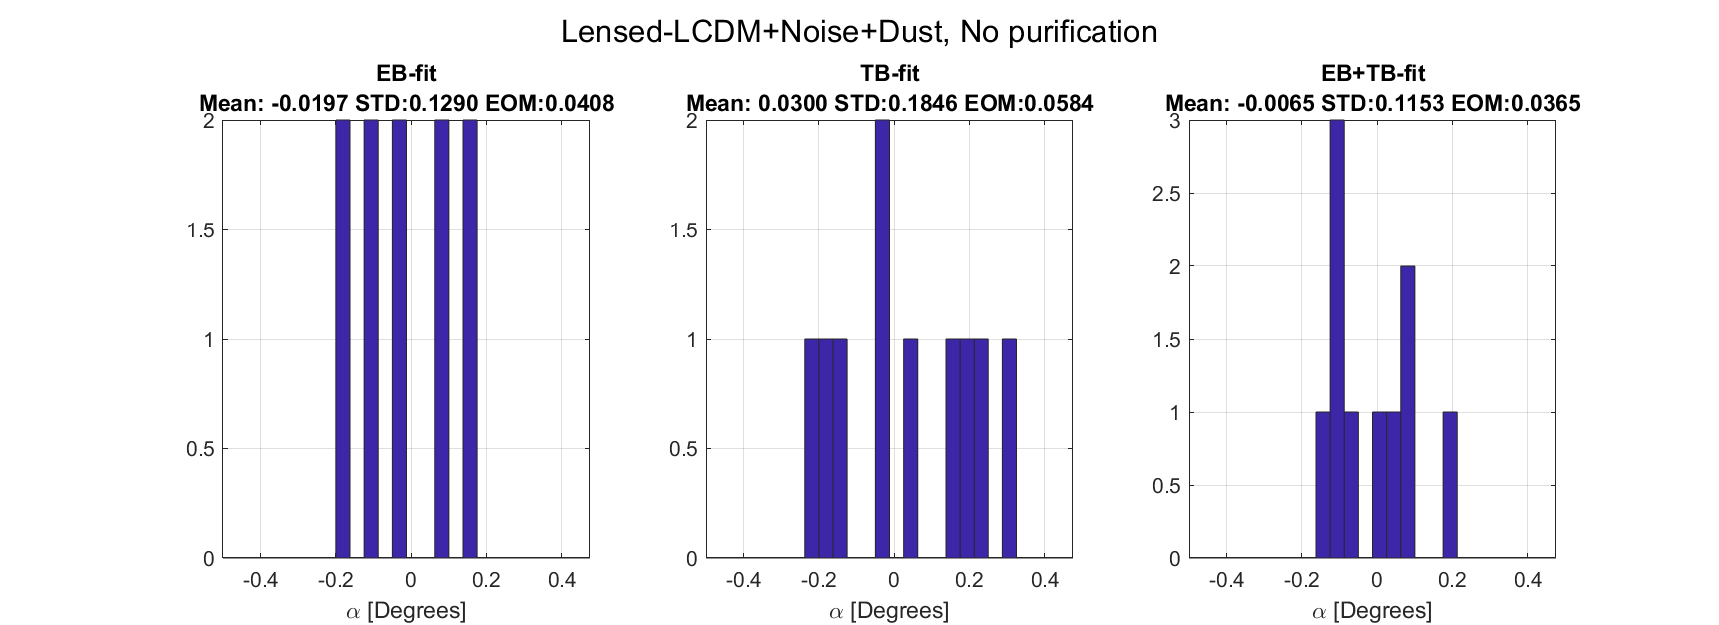 Lensed-LCDM+Noise+Dust, No purification
EB-fit
Mean: -0.0197 STD:0.1290 EOM:0.0408
2
1.5
1
0.5
0
-0.4 -0.2 0 0.2 0.4
α [Degrees]
TB-fit
Mean: 0.0300 STD:0.1846 EOM:0.0584
2
1.5
1
0.5
0
-0.4 -0.2 0 0.2 0.4
α [Degrees]
EB+TB-fit
Mean: -0.0065 STD:0.1153 EOM:0.0365
3
2.5
2
1.5
1
0.5
0
-0.4 -0.2 0 0.2 0.4
α [Degrees]